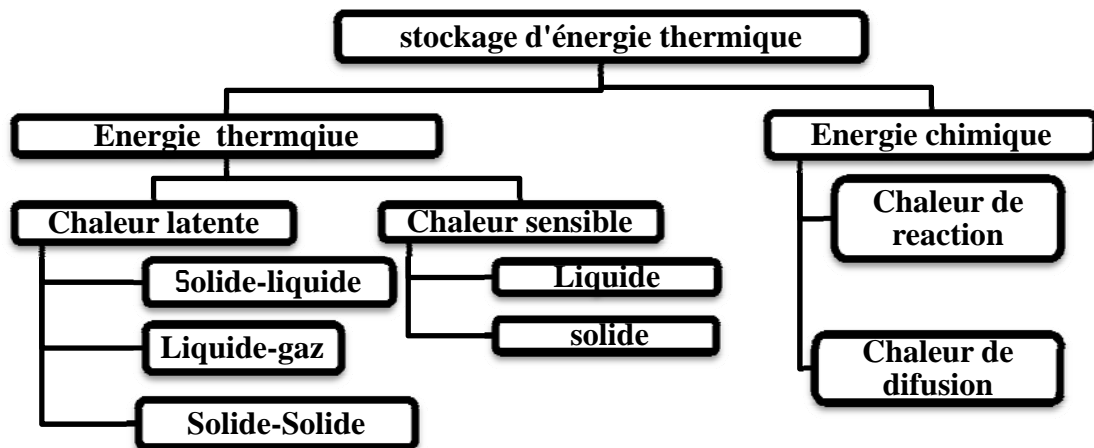 stockage d'énergie thermique
Energie thermqiue
Energie chimique
Chaleur latente
Chaleur sensible
Chaleur de
reaction
Solide-liquide
Liquide
Liquide-gaz
solide
Chaleur de
difusion
Solide-Solide